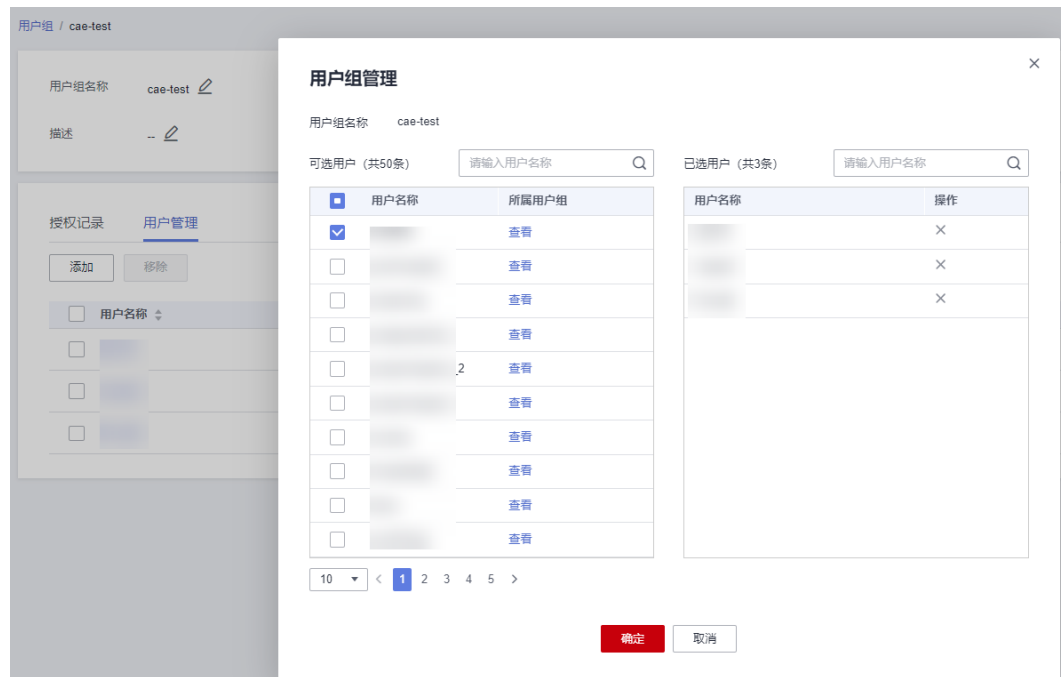 用户组 / cae-test
用户组名称 cae-test
描述 --
授权记录 用户管理
添加 移除
用户名称
用户组管理
用户组名称 cae-test
可选用户（共50条） 请输入用户名称
用户名称 所属用户组
查看
查看
查看
查看
_2 查看
查看
查看
查看
查看
查看
10 < 1 2 3 4 5 >
已选用户（共3条） 请输入用户名称
用户名称 操作
确定 取消